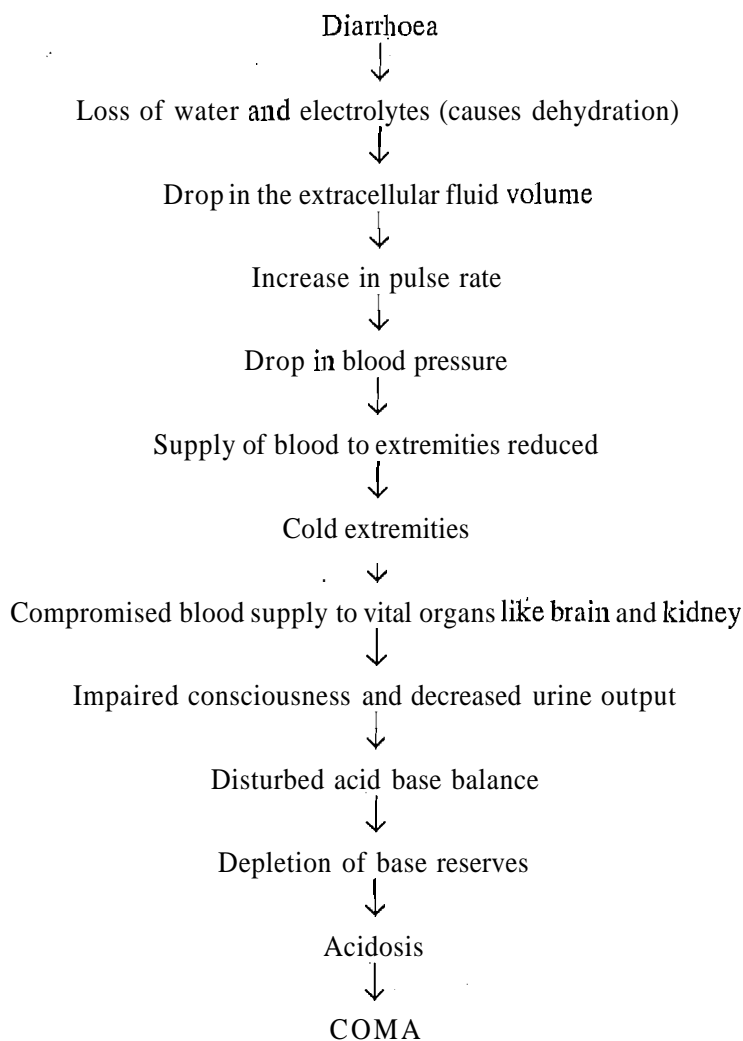 Diarrhoea
Loss of water and electrolytes (causes dehydration)
Drop in the extracellular fluid volume
Increase in pulse rate
Drop in blood pressure
Supply of blood to extremities reduced
Cold extremities
Compromised blood supply to vital organs like brain and kidney
Impaired consciousness and decreased urine output
Disturbed acid base balance
Depletion of base reserves
Acidosis
COMA